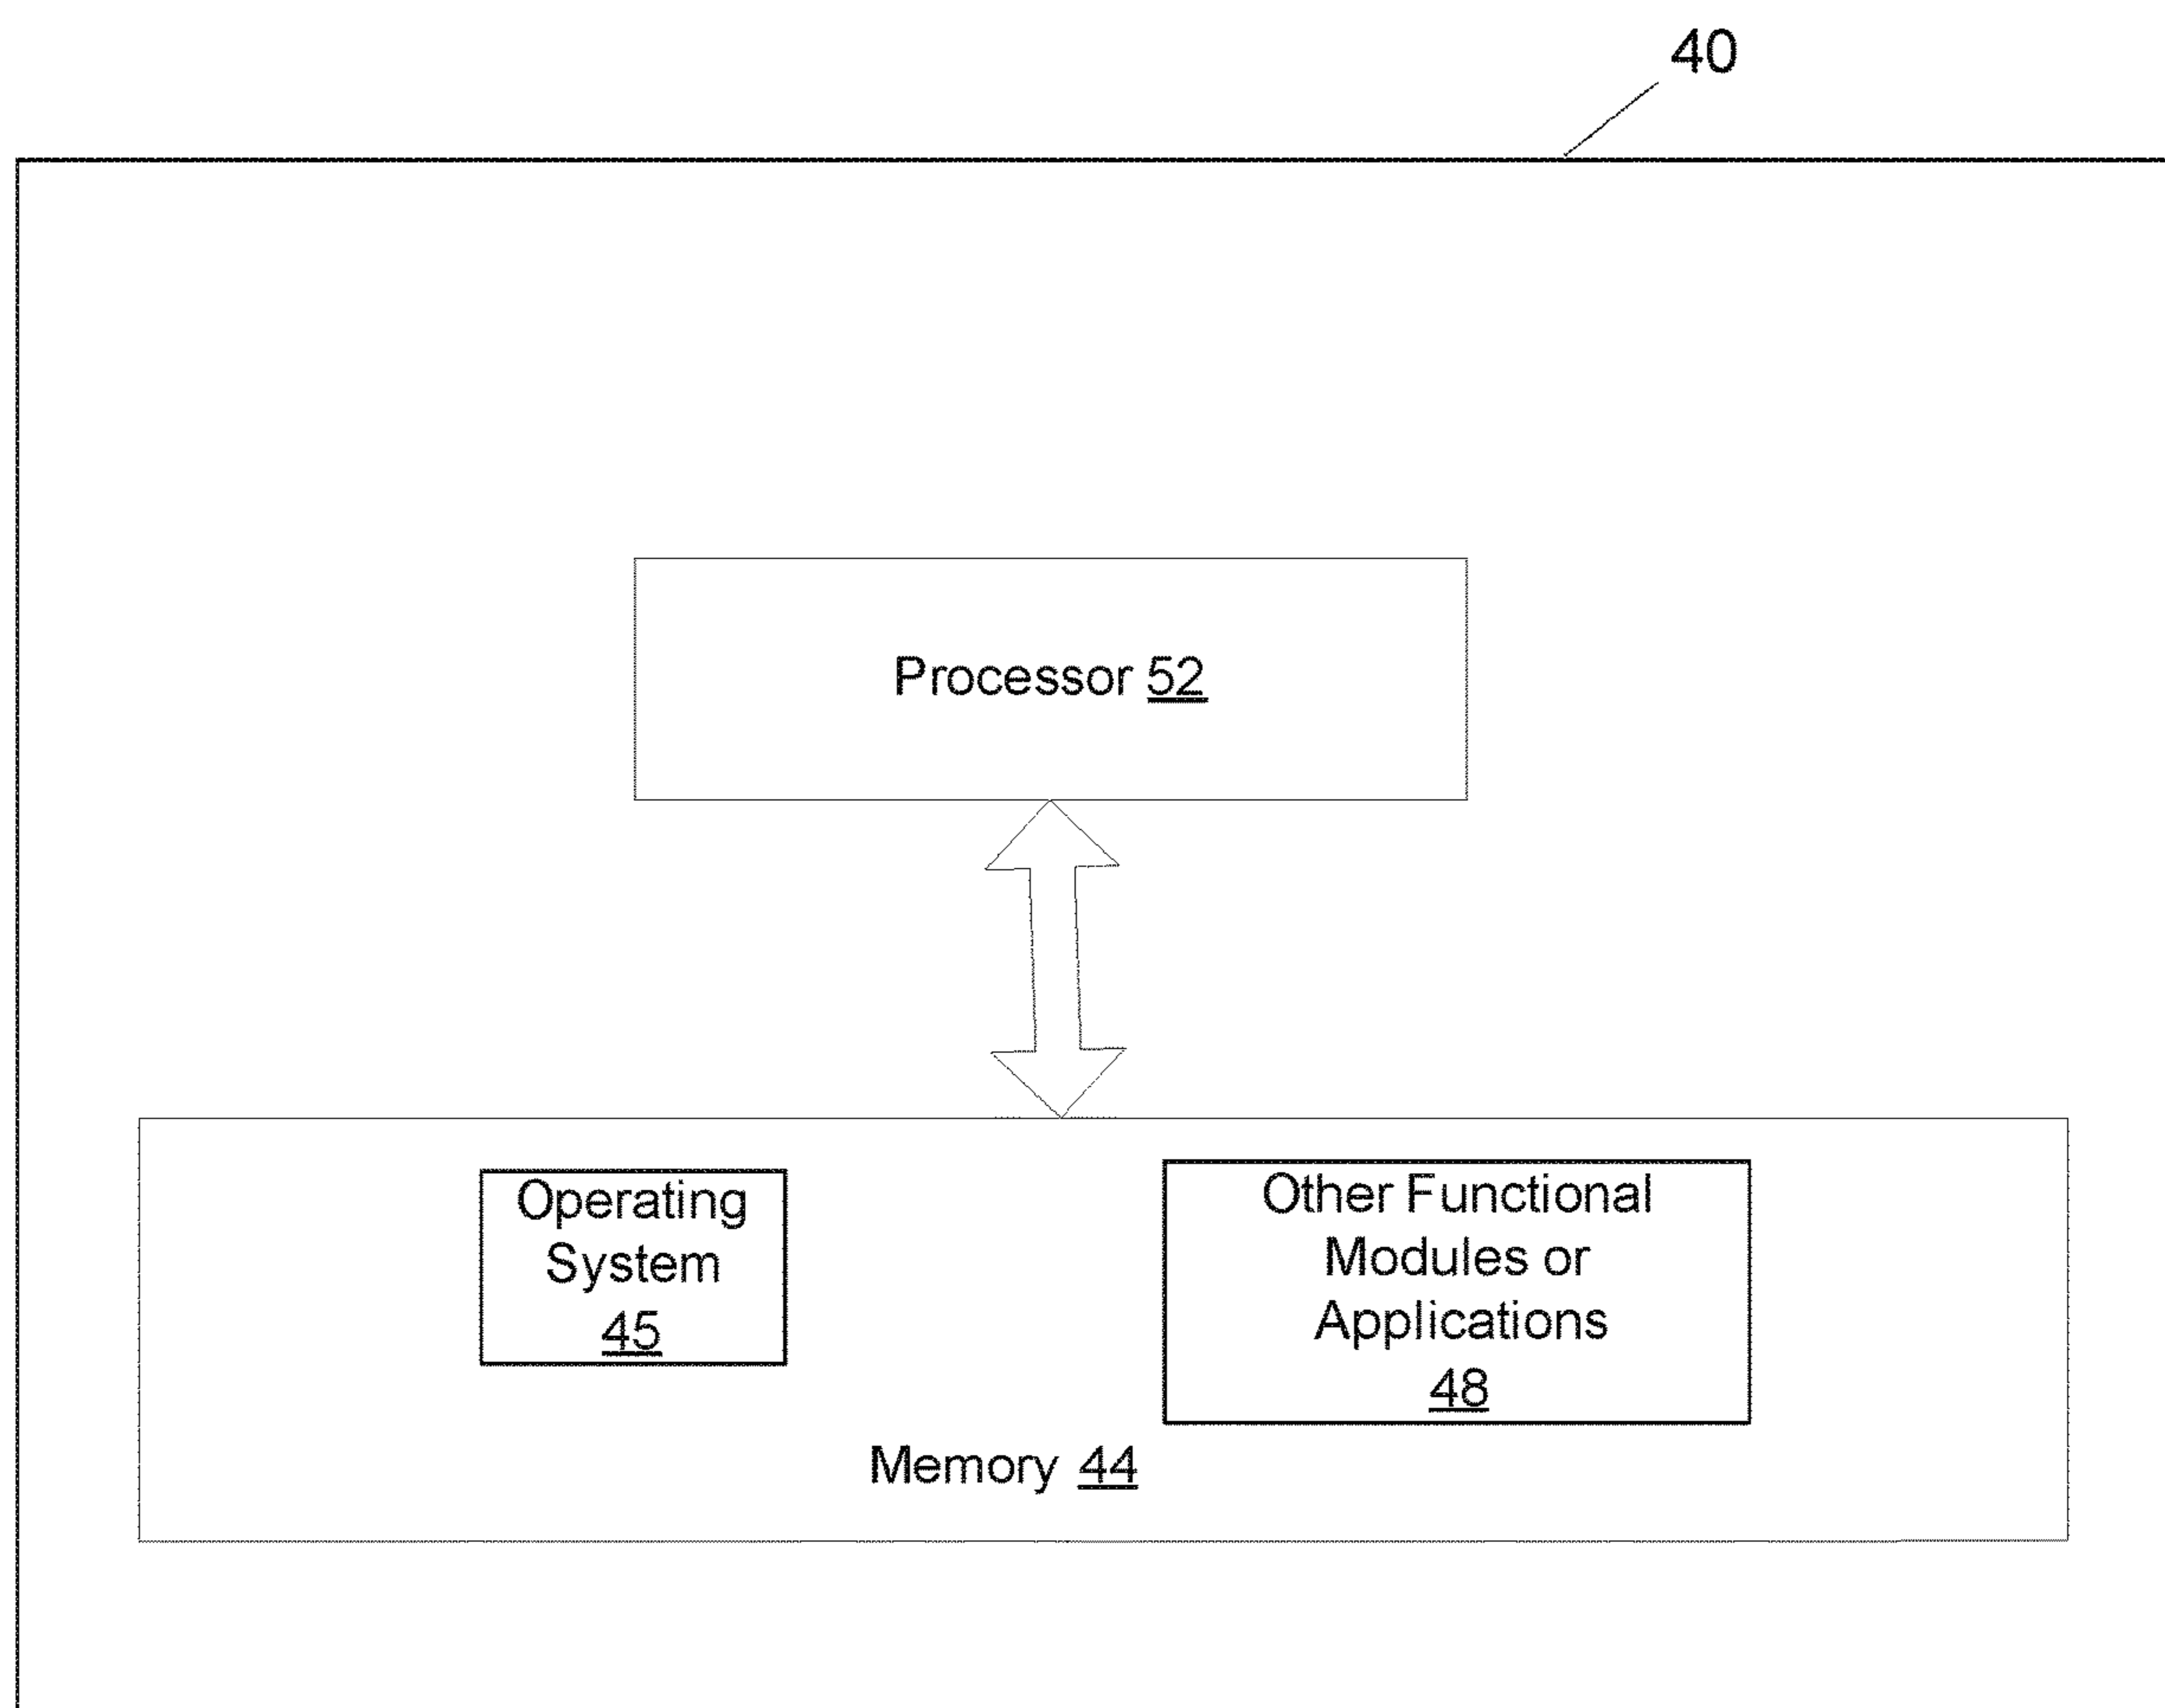 40
Processor 52
Operating
System
45
Other Functional
Modules or
Applications
48
Memory 44